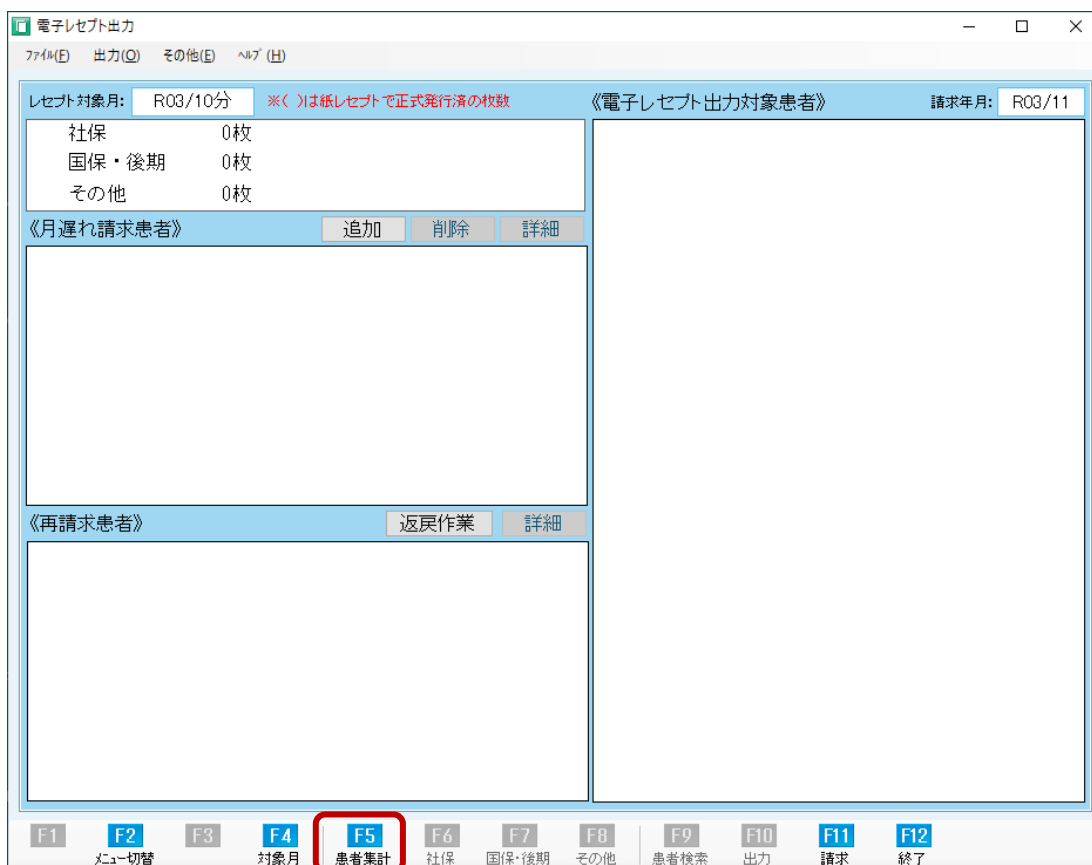 電子レセプト出力
ファイル(F) 出力(O) その他(E) ヘルプ(H)
レセプト対象月: R03/10分 ※( )は紙レセプトで正式発行済の枚数
社保 0枚
国保・後期 0枚
その他 0枚
《月遅れ請求患者》 追加 削除 詳細
《再請求患者》 返戻作業 詳細
《電子レセプト出力対象患者》 請求年月: R03/11
F1 F2 F3 F4 F5 F6 F7 F8 F9 F10 F11 F12
メニュー切替 対象月 患者集計 社保 国保・後期 その他 患者検索 出力 請求 終了